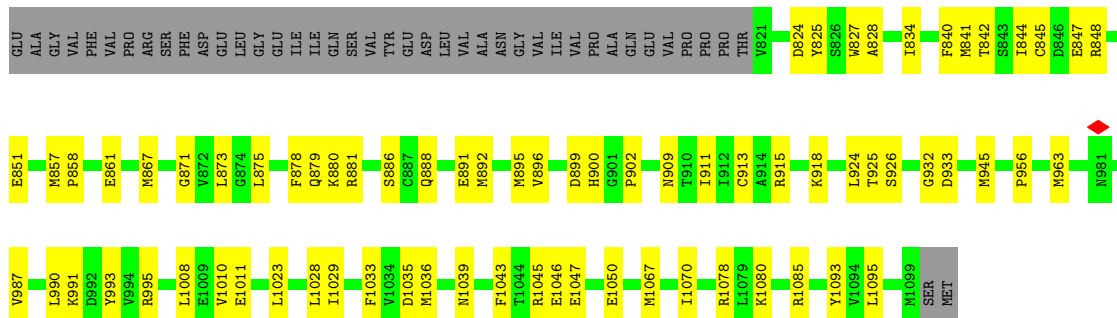 GLU ALA GLY VAL PHE VAL PRO ARG SER PHE ASP GLU LEU GLY GLU ILE ILE GLN SER VAL TYR GLU ASP LEU VAL ALA ASN GLY VAL ILE VAL PRO ALA GLN GLU VAL PRO PRO PRO THR V821 D824 Y825 S826 W827 A828 I834 F840 M841 T842 S843 I844 C845 D846 E847 R848
E851 M857 P858 E861 M867 G871 V872 L873 G874 L875 F878 Q879 K880 R881 S886 C887 Q888 E891 M892 M895 V896 D899 H900 G901 P902 N909 T910 I911 I912 C913 A914 R915 K918 L924 T925 S926 G932 D933 M945 P956 M963 N981
V987 L990 K991 D992 Y993 V994 R995 L1008 E1009 V1010 E1011 L1023 L1028 I1029 F1033 V1034 D1035 M1036 N1039 F1043 T1044 R1045 E1046 E1047 E1050 M1067 I1070 R1078 L1079 K1080 R1085 Y1093 V1094 L1095 M1099 SER MET